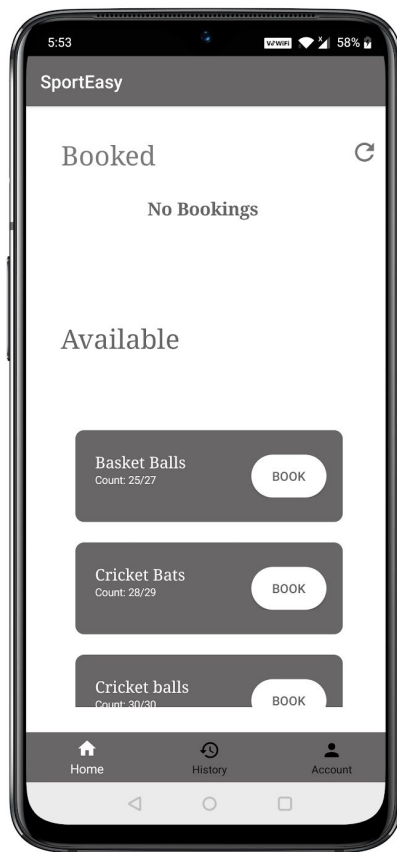 5:53
VoWiFi 58%
SportEasy
Booked
No Bookings
Available
Basket Balls
Count: 25/27
BOOK
Cricket Bats
Count: 28/29
BOOK
Cricket balls
Count: 30/30
BOOK
Home
History
Account